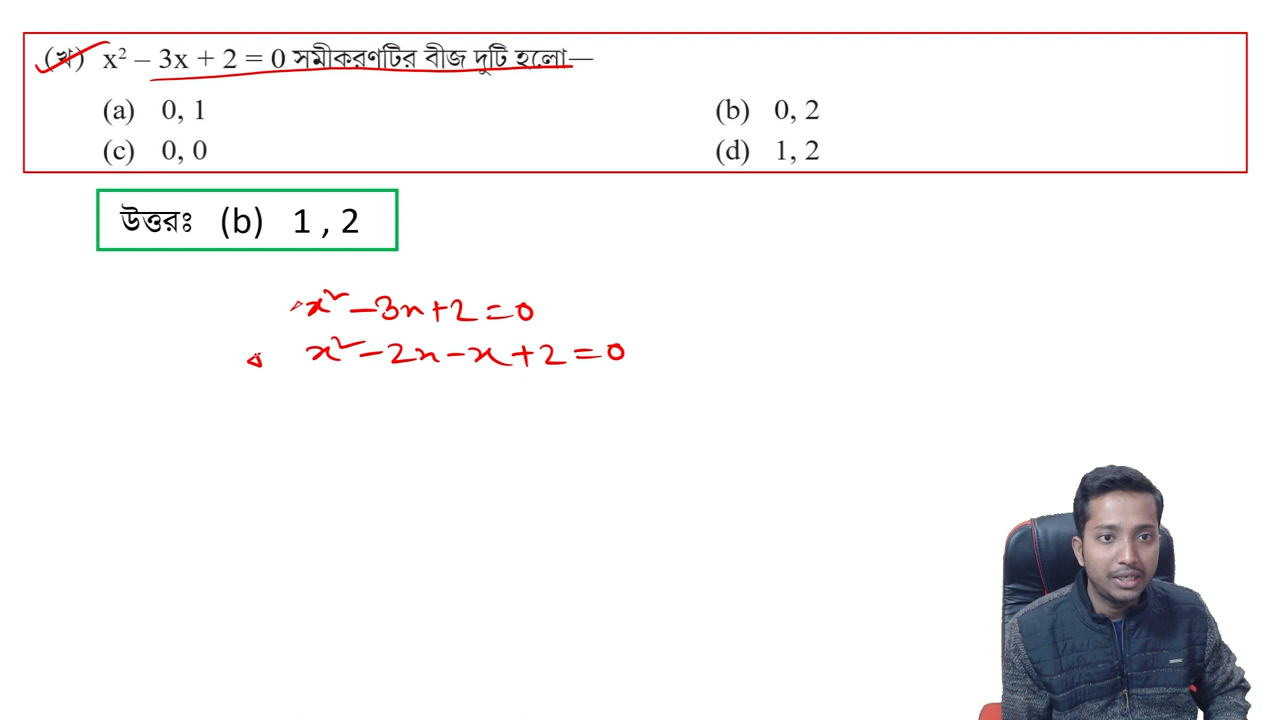 (খ) x² – 3x + 2 = 0 সমীকরণটির বীজ দুটি হলো—
(a) 0, 1 (b) 0, 2
(c) 0, 0 (d) 1, 2
উত্তরঃ (b) 1 , 2
x² – 3x + 2 = 0
x² – 2x – x + 2 = 0